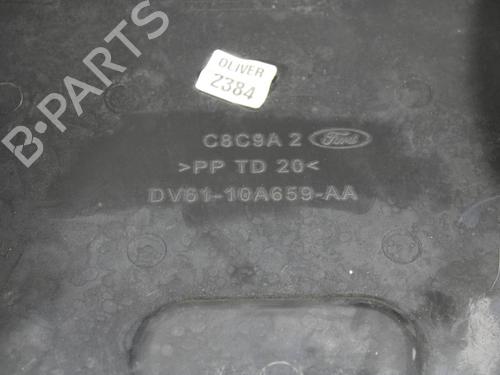 B-PARTS
OLIVER
2384
C8C9A 2 Ford
>PP TD 20<
DV61-10A659-AA